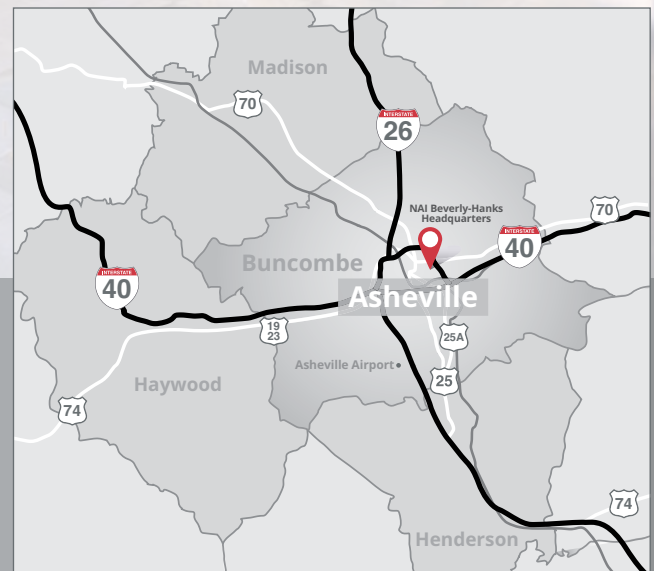 Madison
70
INTERSTATE
26
NAI Beverly-Hanks
Headquarters
70
INTERSTATE
40
Buncombe
INTERSTATE
40
Asheville
19
23
25A
Asheville Airport
25
Haywood
74
74
Henderson